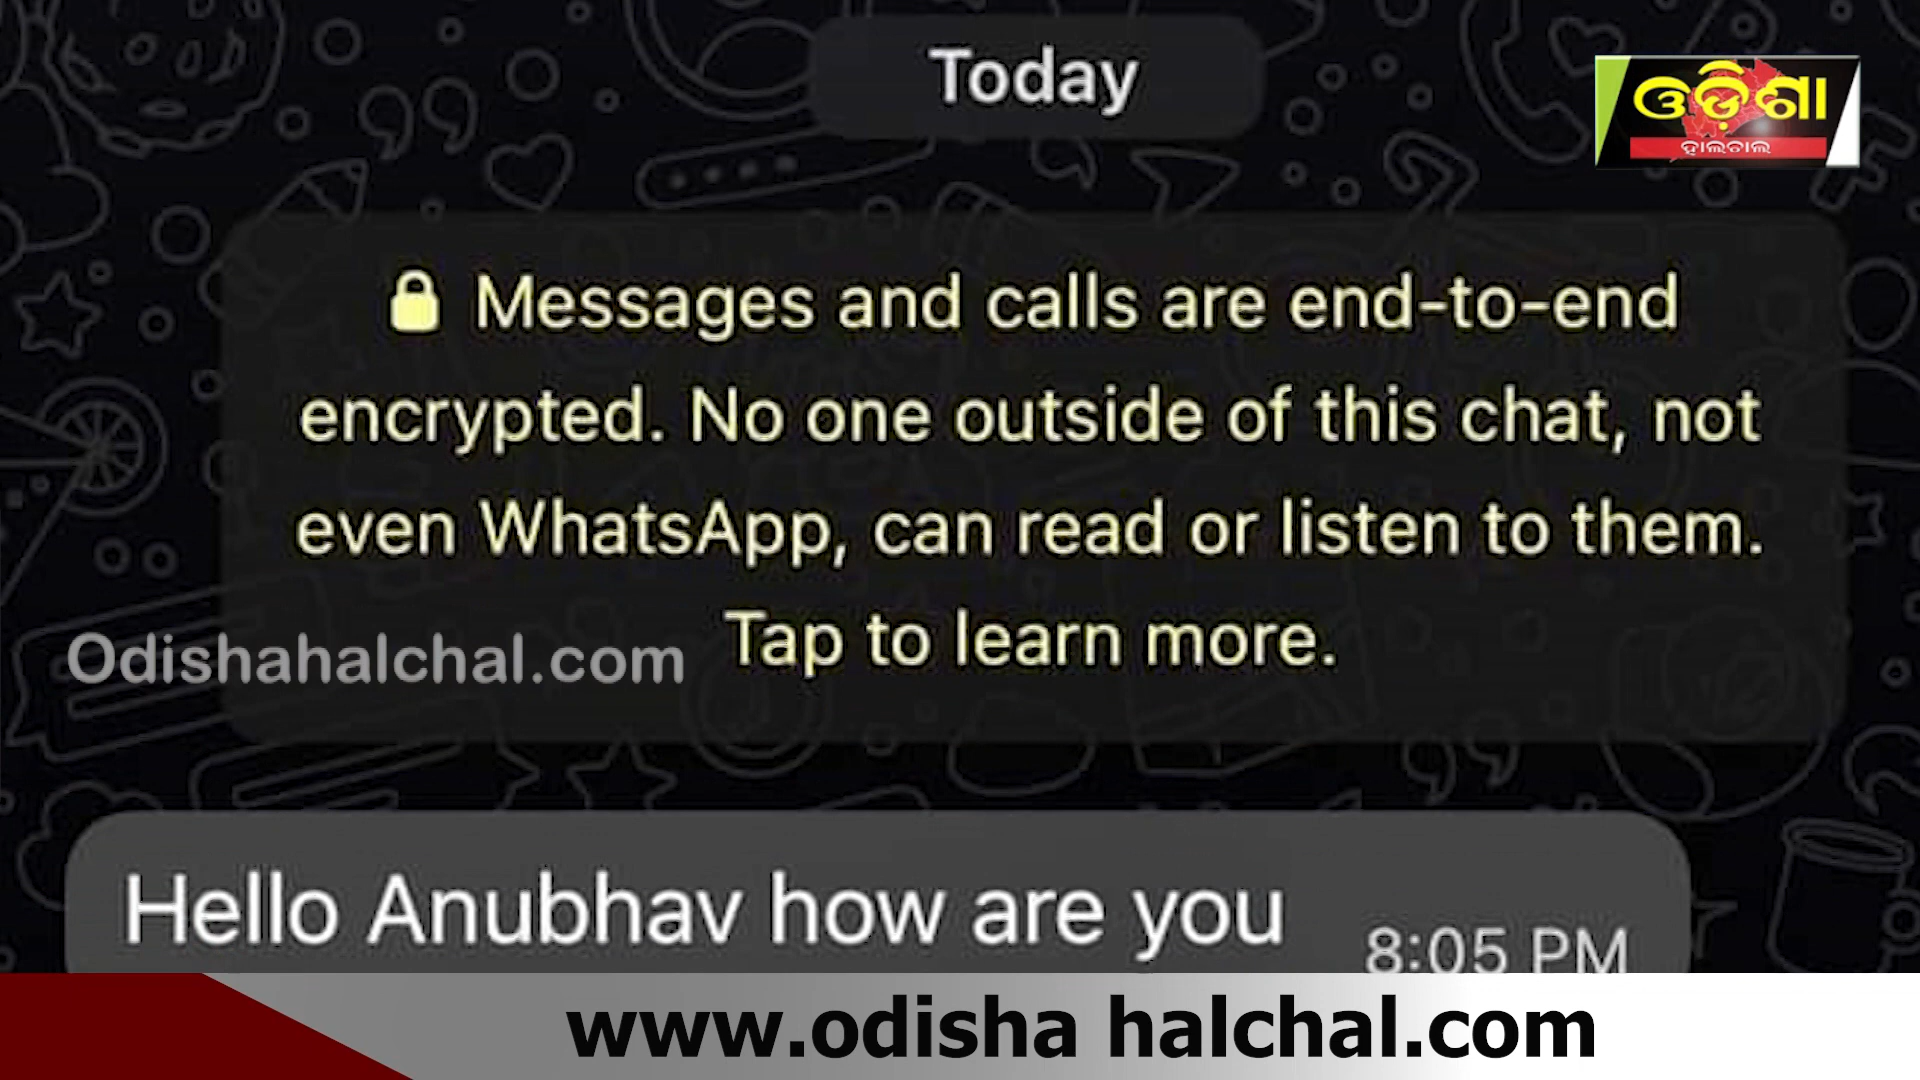 Today
ଓଡ଼ିଶା
ହାଲଚାଲ
Messages and calls are end-to-end
encrypted. No one outside of this chat, not
even WhatsApp, can read or listen to them.
Tap to learn more.
Odishahalchal.com
Hello Anubhav how are you
8:05 PM
www.odisha halchal.com